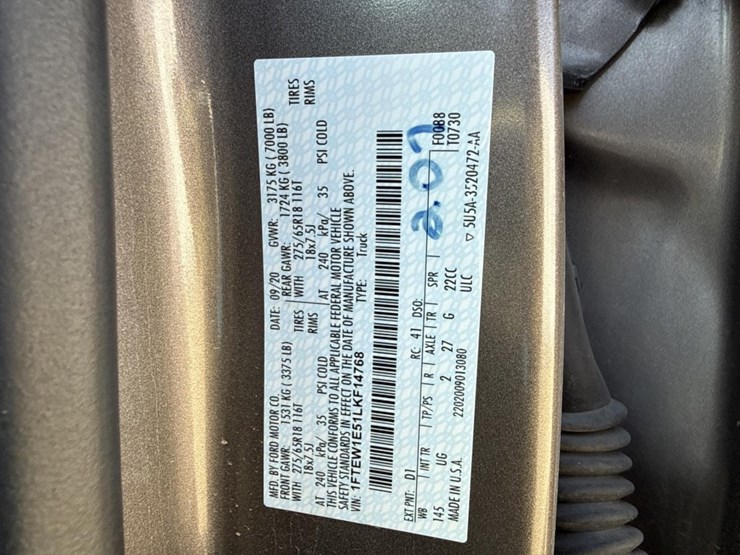 MFD. BY FORD MOTOR CO.
DATE: 09/20 GVWR: 3175 KG ( 7000 LB)
FRONT GAWR: 1531 KG ( 3375 LB) REAR GAWR: 1724 KG ( 3800 LB)
WITH 275/65R18 116T TIRES WITH 275/65R18 116T TIRES
18x7.5J RIMS 18x7.5J RIMS
AT 240 kPa/ 35 PSI COLD AT 240 kPa/ 35 PSI COLD
THIS VEHICLE CONFORMS TO ALL APPLICABLE FEDERAL MOTOR VEHICLE
SAFETY STANDARDS IN EFFECT ON THE DATE OF MANUFACTURE SHOWN ABOVE.
VIN: 1FTEW1E51LKF14768 TYPE: Truck
EXT PNT: D1 RC: 41 DSO: F0088
WB INT TR TP/PS R AXLE TR SPR T0730
145 UG 2 27 G 22CC
MADE IN U.S.A. 2202009013080 ULC ▽ 5U5A-3520472-AA